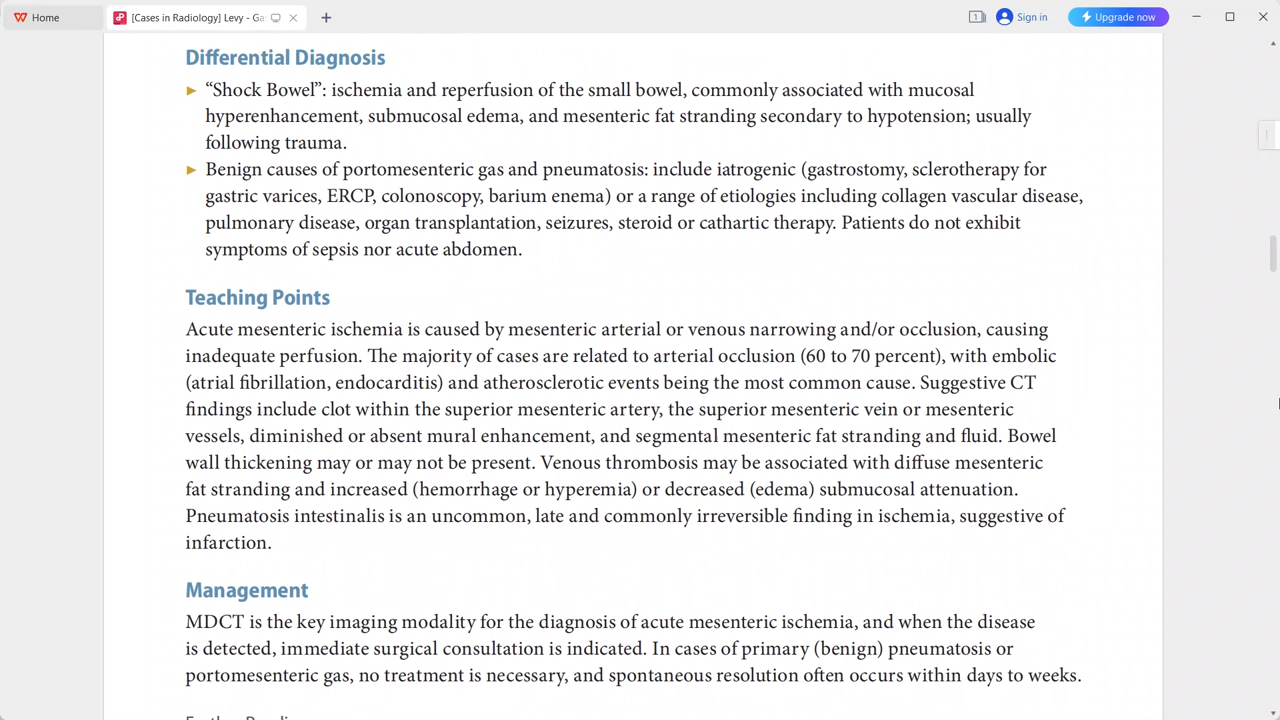 Home
[Cases in Radiology] Levy - Ga
1
Sign in
Upgrade now
Differential Diagnosis
► “Shock Bowel”: ischemia and reperfusion of the small bowel, commonly associated with mucosal
hyperenhancement, submucosal edema, and mesenteric fat stranding secondary to hypotension; usually
following trauma.
► Benign causes of portomesenteric gas and pneumatosis: include iatrogenic (gastrostomy, sclerotherapy for
gastric varices, ERCP, colonoscopy, barium enema) or a range of etiologies including collagen vascular disease,
pulmonary disease, organ transplantation, seizures, steroid or cathartic therapy. Patients do not exhibit
symptoms of sepsis nor acute abdomen.
Teaching Points
Acute mesenteric ischemia is caused by mesenteric arterial or venous narrowing and/or occlusion, causing
inadequate perfusion. The majority of cases are related to arterial occlusion (60 to 70 percent), with embolic
(atrial fibrillation, endocarditis) and atherosclerotic events being the most common cause. Suggestive CT
findings include clot within the superior mesenteric artery, the superior mesenteric vein or mesenteric
vessels, diminished or absent mural enhancement, and segmental mesenteric fat stranding and fluid. Bowel
wall thickening may or may not be present. Venous thrombosis may be associated with diffuse mesenteric
fat stranding and increased (hemorrhage or hyperemia) or decreased (edema) submucosal attenuation.
Pneumatosis intestinalis is an uncommon, late and commonly irreversible finding in ischemia, suggestive of
infarction.
Management
MDCT is the key imaging modality for the diagnosis of acute mesenteric ischemia, and when the disease
is detected, immediate surgical consultation is indicated. In cases of primary (benign) pneumatosis or
portomesenteric gas, no treatment is necessary, and spontaneous resolution often occurs within days to weeks.